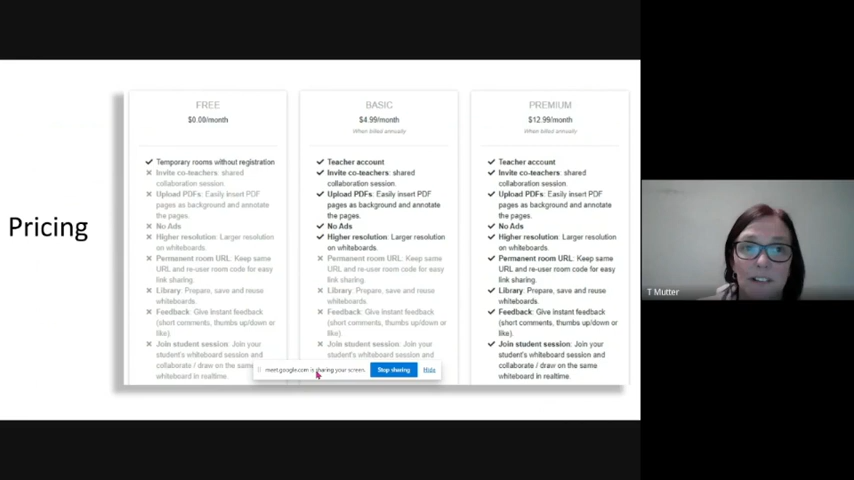 Pricing
FREE
$0.00/month
Temporary rooms without registration
Invite co-teachers: shared
collaboration session.
Upload PDFs: Easily insert PDF
pages as background and annotate
the pages.
No Ads
Higher resolution: Larger resolution
on whiteboards.
Permanent room URL: Keep same
URL and re-user room code for easy
link sharing.
Library: Prepare, save and reuse
whiteboards.
Feedback: Give instant feedback
(short comments, thumbs up/down or
like).
Join student session: Join your
student's whiteboard session and
collaborate / draw on the same
whiteboard in realtime.
BASIC
$4.99/month
When billed annually
Teacher account
Invite co-teachers: shared
collaboration session.
Upload PDFs: Easily insert PDF
pages as background and annotate
the pages.
No Ads
Higher resolution: Larger resolution
on whiteboards.
Permanent room URL: Keep same
URL and re-user room code for easy
link sharing.
Library: Prepare, save and reuse
whiteboards.
Feedback: Give instant feedback
(short comments, thumbs up/down or
like).
Join student session: Join your
student's whiteboard session and
PREMIUM
$12.99/month
When billed annually
Teacher account
Invite co-teachers: shared
collaboration session.
Upload PDFs: Easily insert PDF
pages as background and annotate
the pages.
No Ads
Higher resolution: Larger resolution
on whiteboards.
Permanent room URL: Keep same
URL and re-user room code for easy
link sharing.
Library: Prepare, save and reuse
whiteboards.
Feedback: Give instant feedback
(short comments, thumbs up/down or
like).
Join student session: Join your
student's whiteboard session and
collaborate / draw on the same
whiteboard in realtime.
meet.google.com is sharing your screen.
Stop sharing
Hide
T Mutter